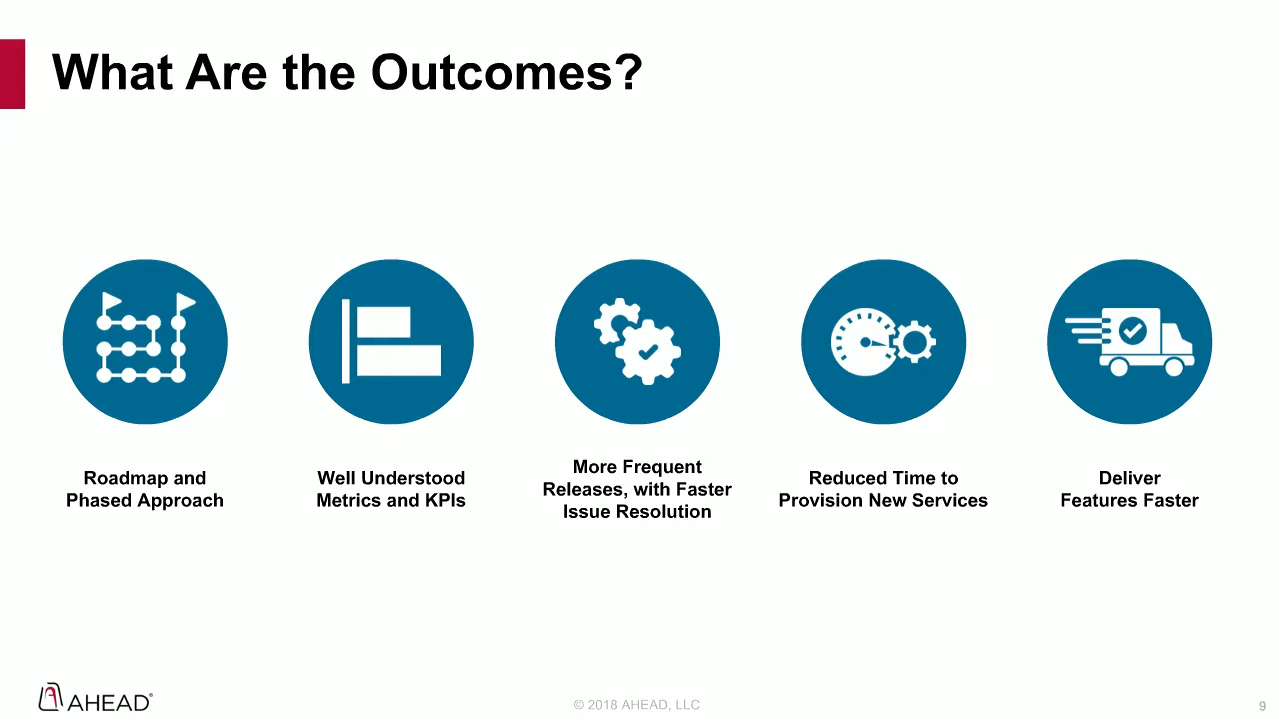 What Are the Outcomes?
Roadmap and
Phased Approach
Well Understood
Metrics and KPIs
More Frequent
Releases, with Faster
Issue Resolution
Reduced Time to
Provision New Services
Deliver
Features Faster
AHEAD®
© 2018 AHEAD, LLC
9